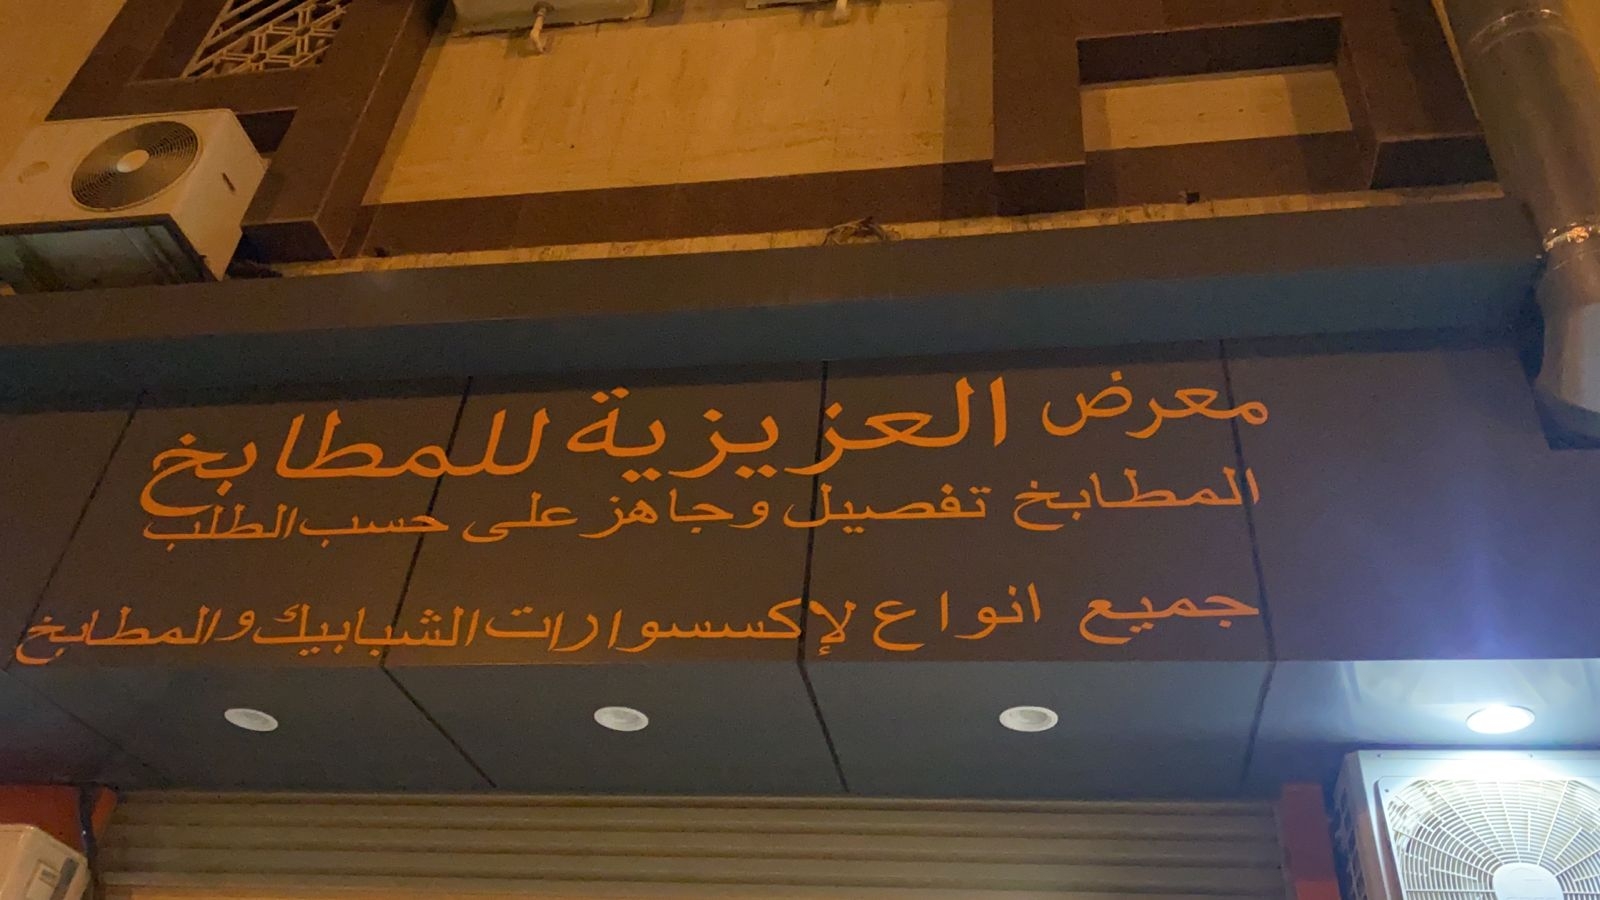 معرض العزيزية للمطابخ
المطابخ تفصيل وجاهز على حسب الطلب
جميع انواع لإكسسوارات الشبابيك والمطابخ